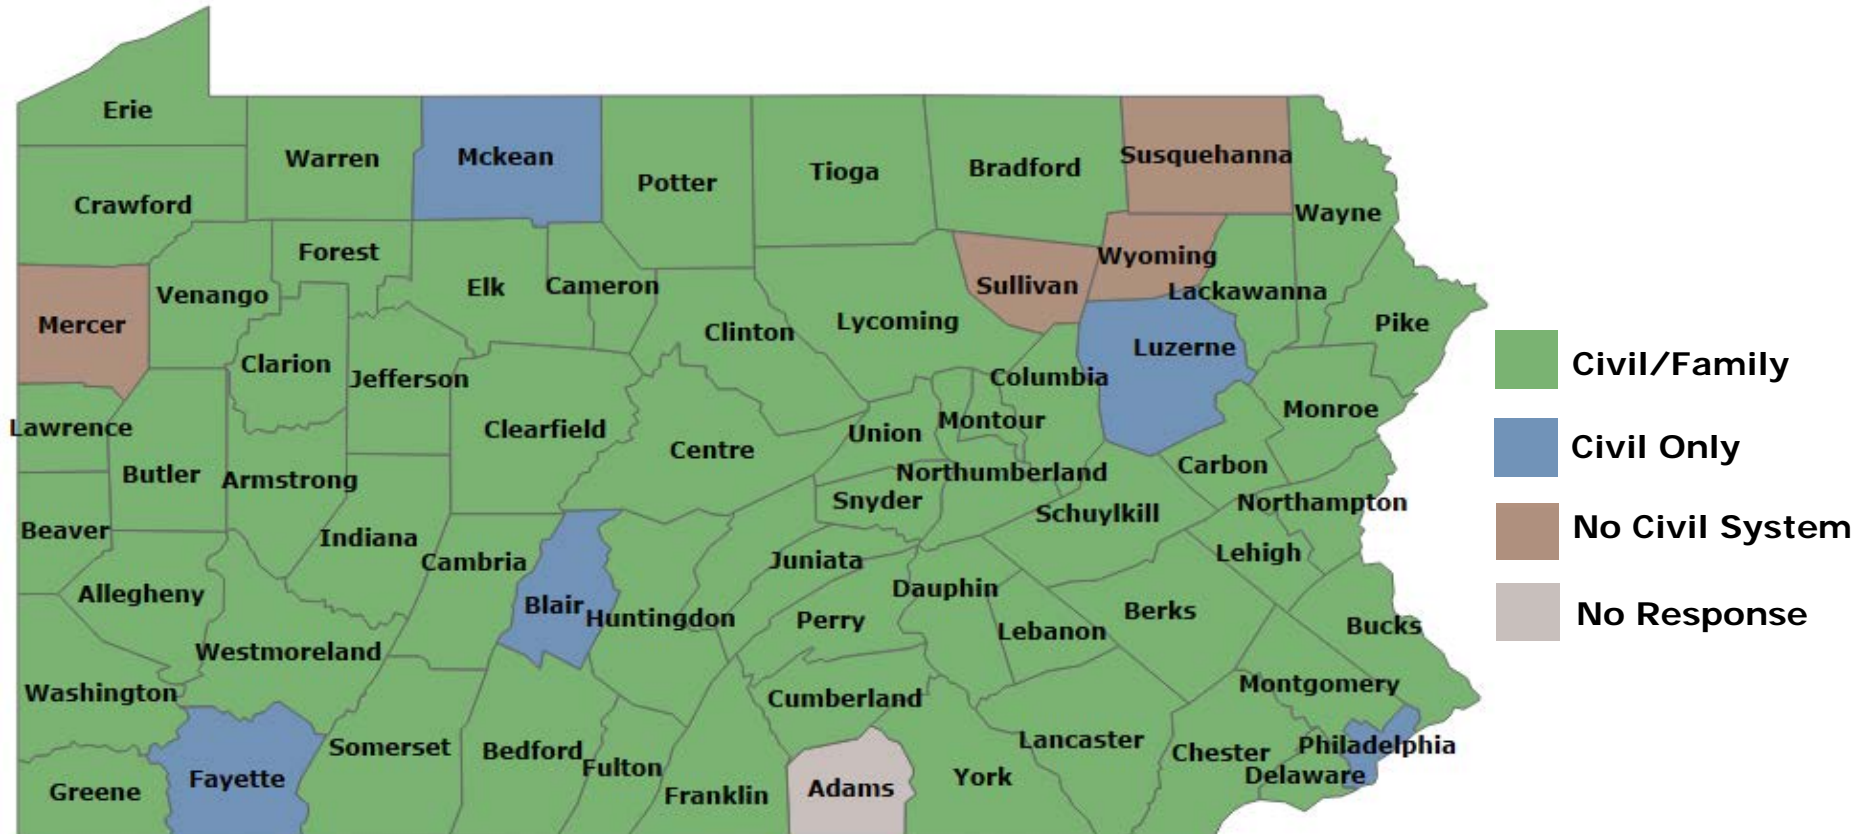 Erie
Warren
Mckean
Potter
Tioga
Bradford
Susquehanna
Wayne
Crawford
Forest
Venango
Elk
Cameron
Sullivan
Wyoming
Lackawanna
Pike
Mercer
Clinton
Lycoming
Luzerne
Clarion
Jefferson
Columbia
Monroe
Lawrence
Clearfield
Centre
Union
Montour
Butler
Armstrong
Northumberland
Carbon
Snyder
Schuylkill
Northampton
Beaver
Indiana
Cambria
Juniata
Lehigh
Allegheny
Blair
Huntingdon
Perry
Dauphin
Lebanon
Berks
Bucks
Westmoreland
Washington
Cumberland
Montgomery
Somerset
Bedford
Fulton
Lancaster
Chester
Philadelphia
Delaware
Greene
Fayette
Franklin
Adams
York
Civil/Family
Civil Only
No Civil System
No Response